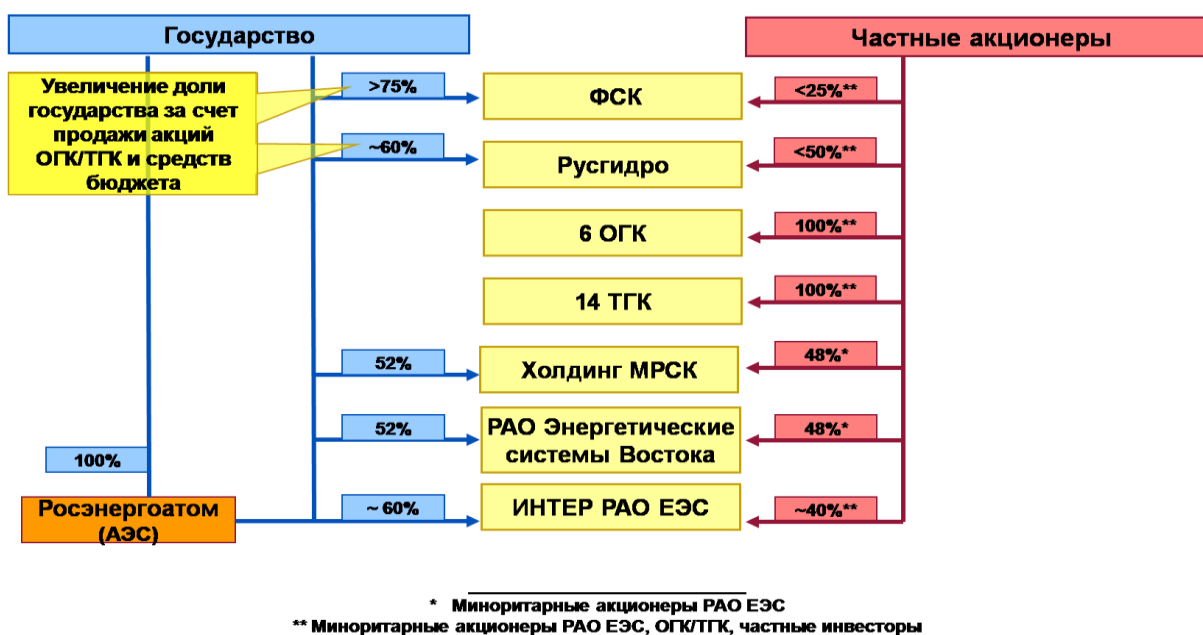 Государство
Частные акционеры
Увеличение доли
государства за счет
продажи акций
ОГК/ТГК и средств
бюджета
>75%
ФСК
<25%**
~60%
Русгидро
<50%**
6 ОГК
100%**
14 ТГК
100%**
52%
Холдинг МРСК
48%*
52%
РАО Энергетические
системы Востока
48%*
100%
Росэнергоатом
(АЭС)
~ 60%
ИНТЕР РАО ЕЭС
~40%**
* Миноритарные акционеры РАО ЕЭС
** Миноритарные акционеры РАО ЕЭС, ОГК/ТГК, частные инвесторы